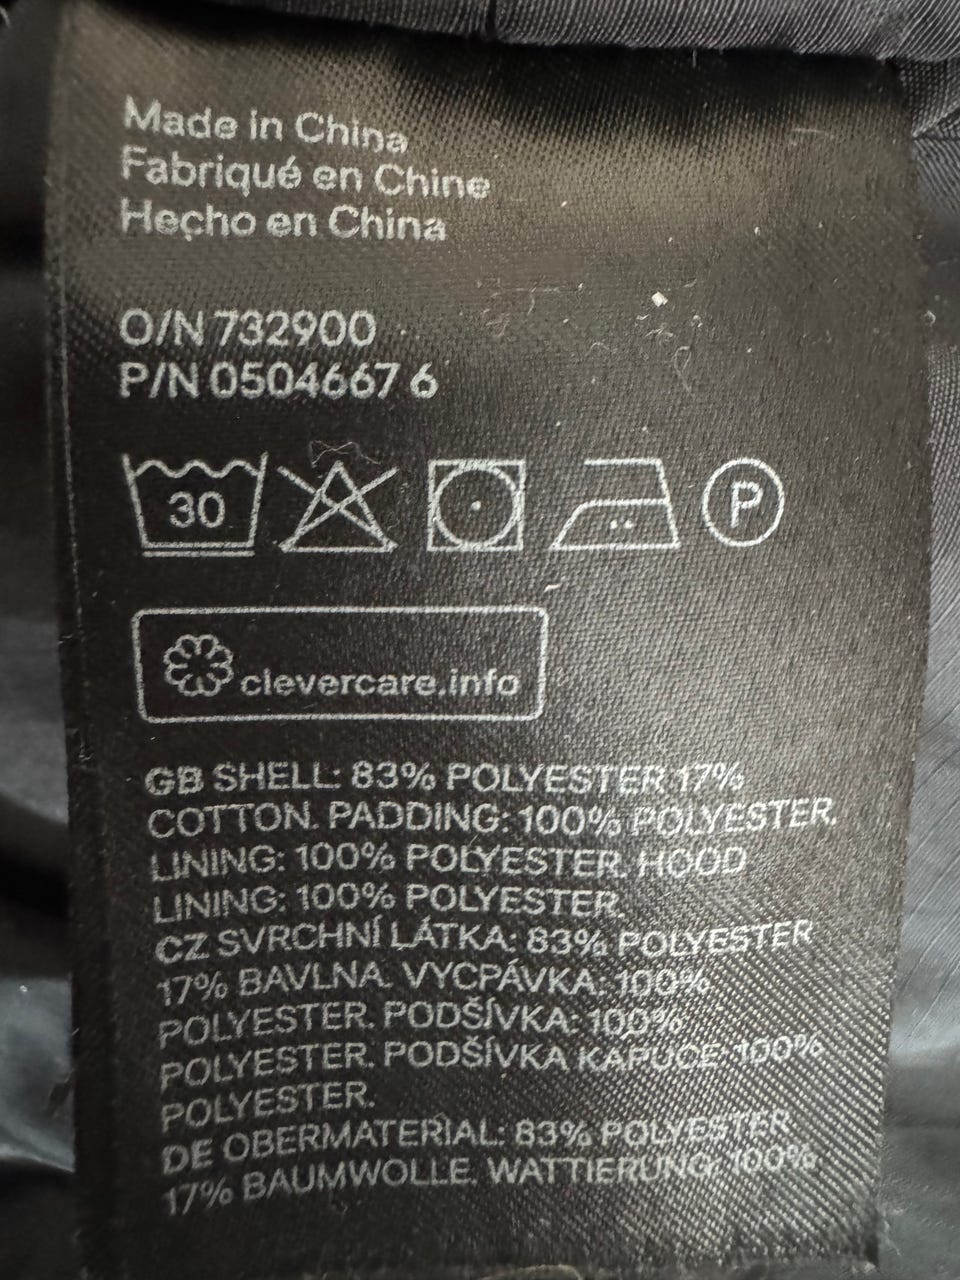 Made in China
Fabriqué en Chine
Hecho en China
O/N 732900
P/N 0504667 6
30 P
clevercare.info
GB SHELL: 83% POLYESTER 17%
COTTON. PADDING: 100% POLYESTER.
LINING: 100% POLYESTER. HOOD
LINING: 100% POLYESTER.
CZ SVRCHNÍ LÁTKA: 83% POLYESTER
17% BAVLNA. VYCPÁVKA: 100%
POLYESTER. PODŠÍVKA: 100%
POLYESTER. PODŠÍVKA KAPUCE 100%
POLYESTER.
DE OBERMATERIAL: 83% POLYESTER
17% BAUMWOLLE. WATTIERUNG: 100%